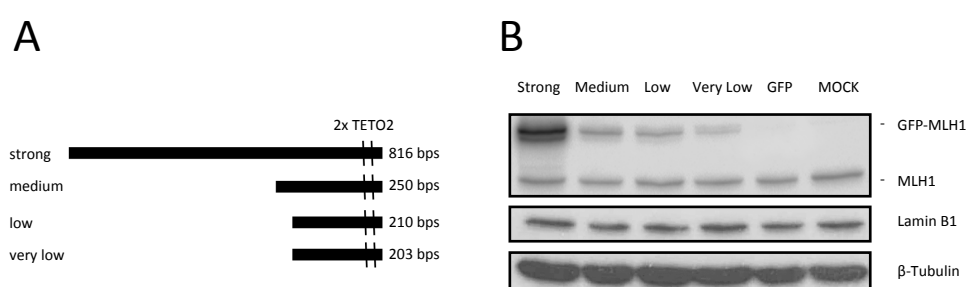 A
2x TETO2
strong 816 bps
medium 250 bps
low 210 bps
very low 203 bps
B
Strong Medium Low Very Low GFP MOCK
- GFP-MLH1
- MLH1
Lamin B1
β-Tubulin